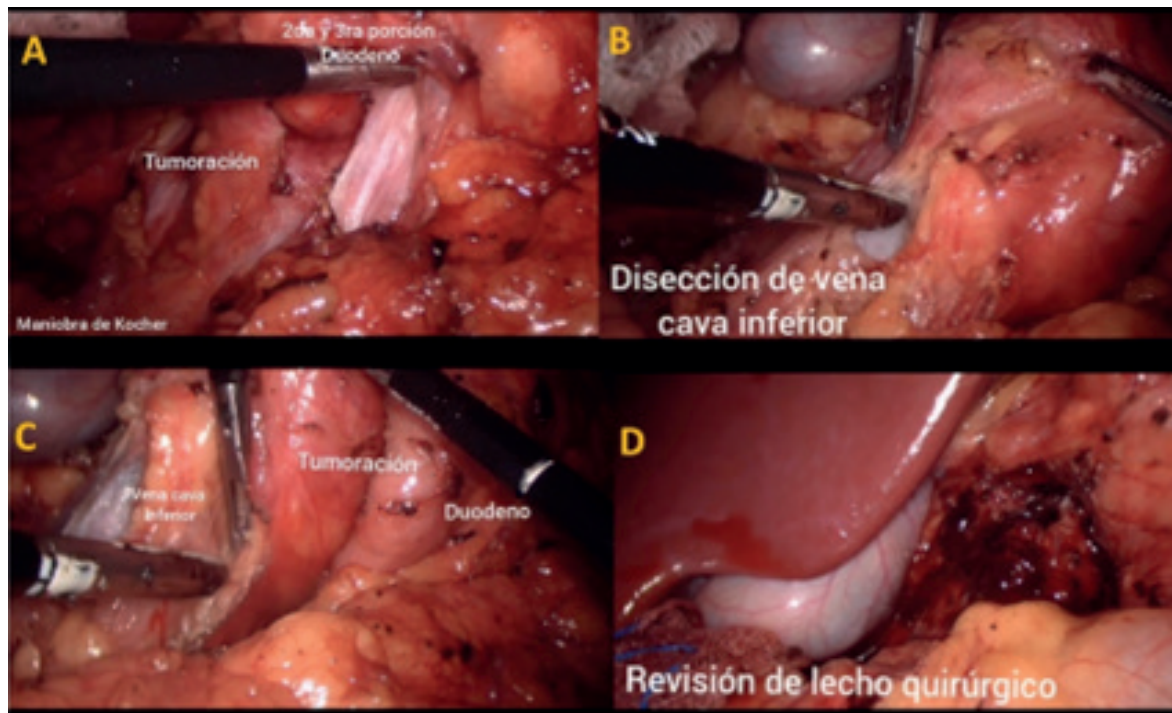 A
2da y 3ra porción
Duodeno
Tumoración
Maniobra de Kocher
B
Disección de vena
cava inferior
C
Vena cava
Inferior
Tumoración
Duodeno
D
Revisión de lecho quirúrgico